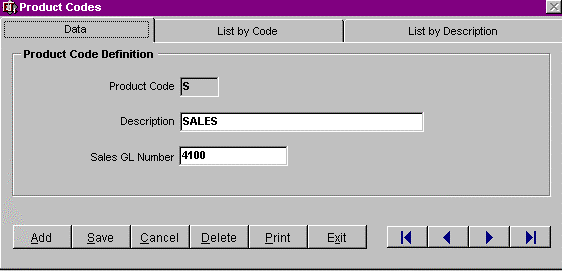 Product Codes
Data List by Code List by Description
Product Code Definition
Product Code S
Description SALES
Sales GL Number 4100
Add Save Cancel Delete Print Exit